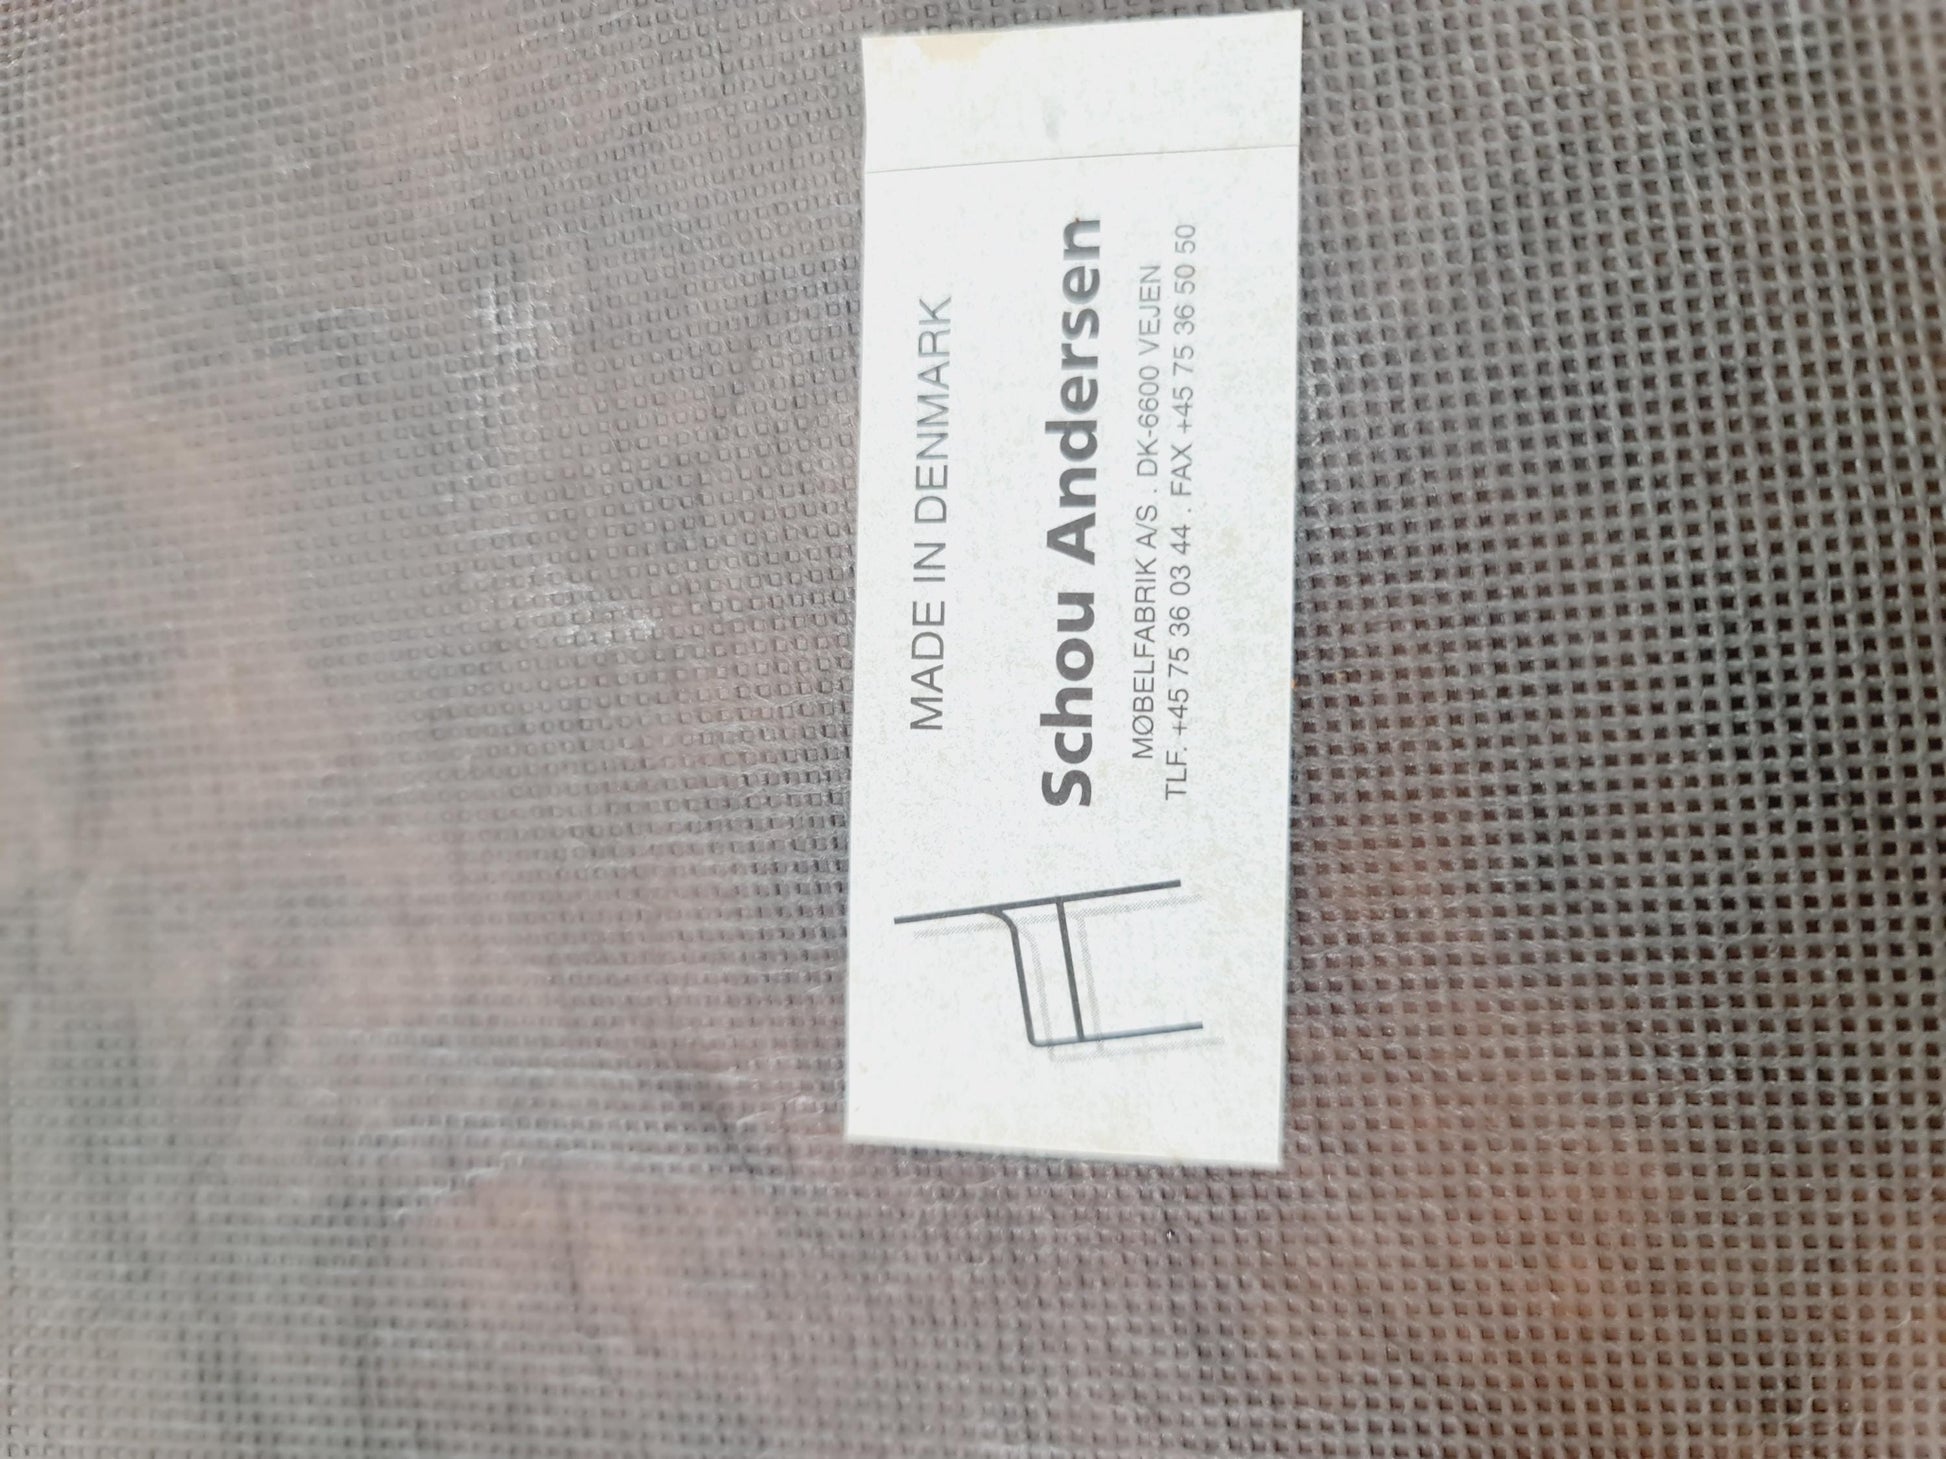 MADE IN DENMARK
Schou Andersen
MØBELFABRIK A/S . DK-6600 VEJEN
TLF. +45 75 36 03 44 . FAX +45 75 36 50 50